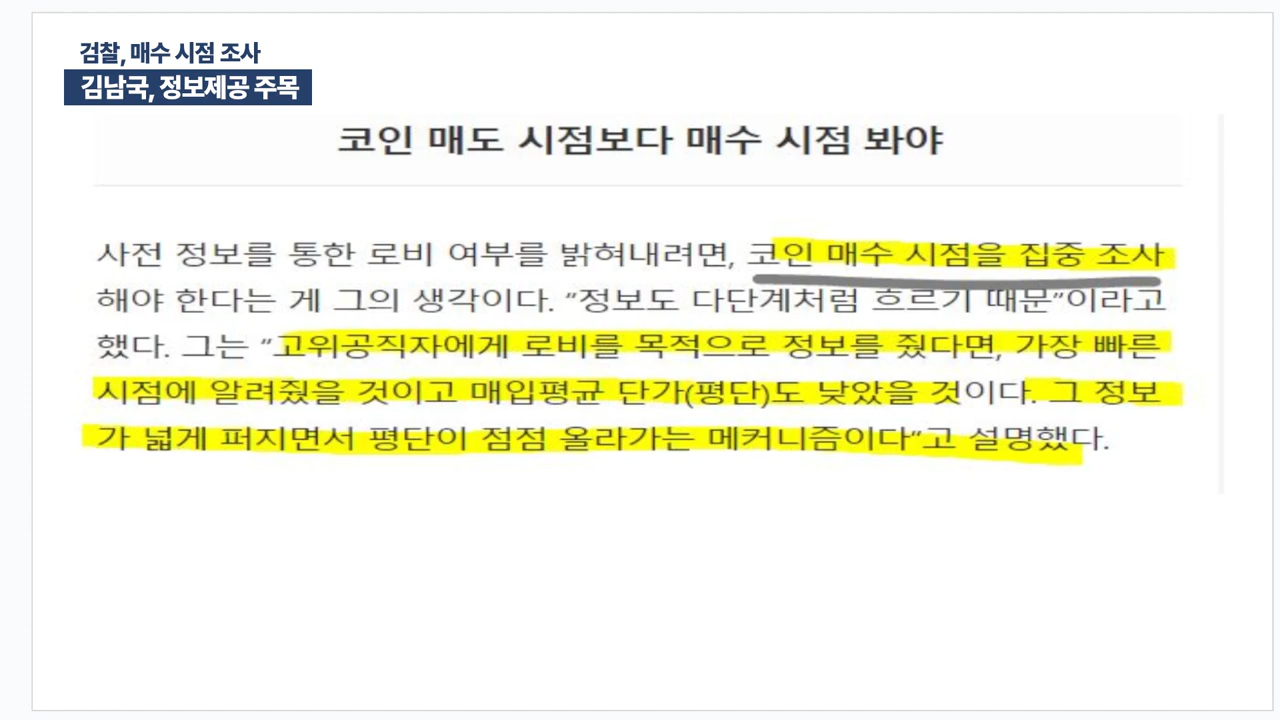 검찰, 매수 시점 조사
김남국, 정보제공 주목
코인 매도 시점보다 매수 시점 봐야
사전 정보를 통한 로비 여부를 밝혀내려면, 코인 매수 시점을 집중 조사
해야 한다는 게 그의 생각이다. “정보도 다단계처럼 흐르기 때문”이라고
했다. 그는 “고위공직자에게 로비를 목적으로 정보를 줬다면, 가장 빠른
시점에 알려줬을 것이고 매입평균 단가(평단)도 낮았을 것이다. 그 정보
가 넓게 퍼지면서 평단이 점점 올라가는 메커니즘이다”고 설명했다.